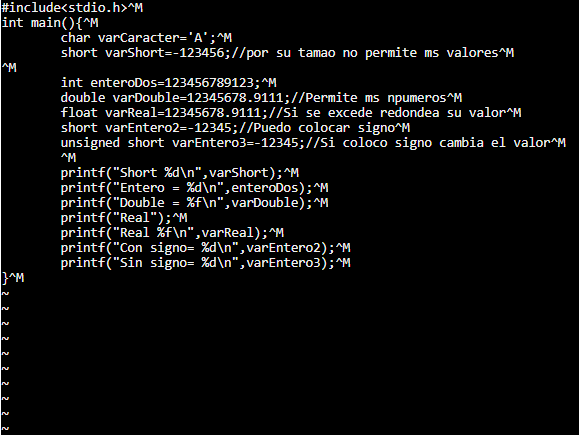 #include<stdio.h>^M
int main(){^M
        char varCaracter='A';^M
        short varShort=-123456;//por su tamao no permite ms valores^M
^M
        int enteroDos=123456789123;^M
        double varDouble=12345678.9111;//Permite ms npumeros^M
        float varReal=12345678.9111;//Si se excede redondea su valor^M
        short varEntero2=-12345;//Puedo colocar signo^M
        unsigned short varEntero3=-12345;//Si coloco signo cambia el valor^M
        ^M
        printf("Short %d\n",varShort);^M
        printf("Entero = %d\n",enteroDos);^M
        printf("Double = %f\n",varDouble);^M
        printf("Real");^M
        printf("Real %f\n",varReal);^M
        printf("Con signo= %d\n",varEntero2);^M
        printf("Sin signo= %d\n",varEntero3);^M
}^M
~
~
~
~
~
~
~
~
~
~